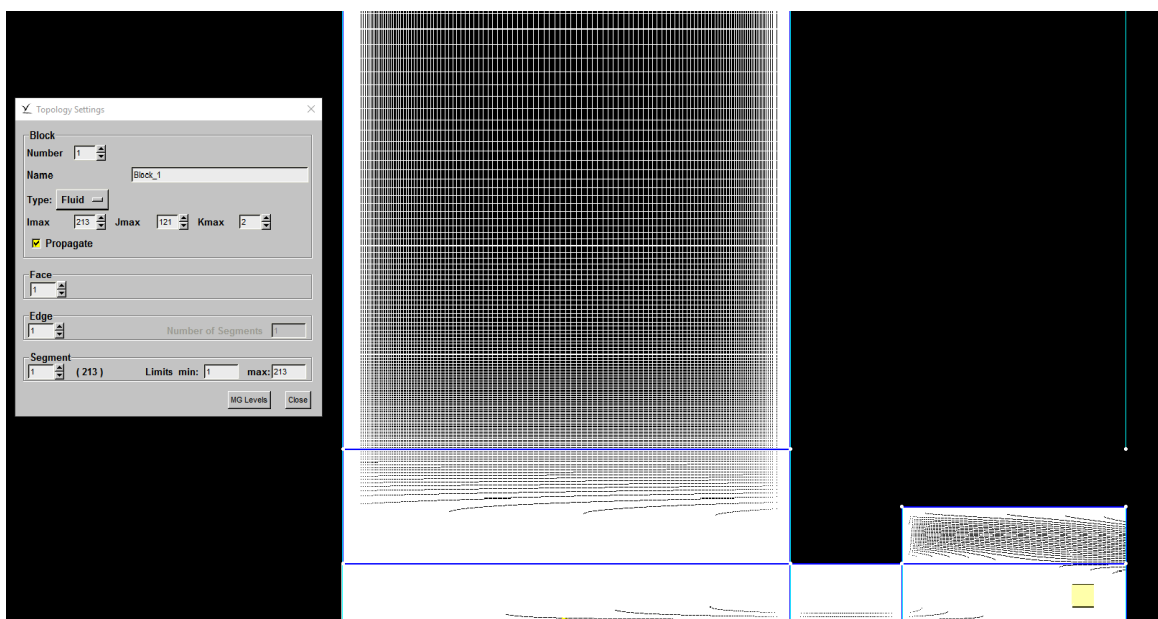 Topology Settings
Block
Number 1
Name Block_1
Type: Fluid
Imax 213 Jmax 121 Kmax 2
Propagate
Face
1
Edge
1 Number of Segments 1
Segment
1 ( 213 ) Limits min: 1 max: 213
MG Levels Close